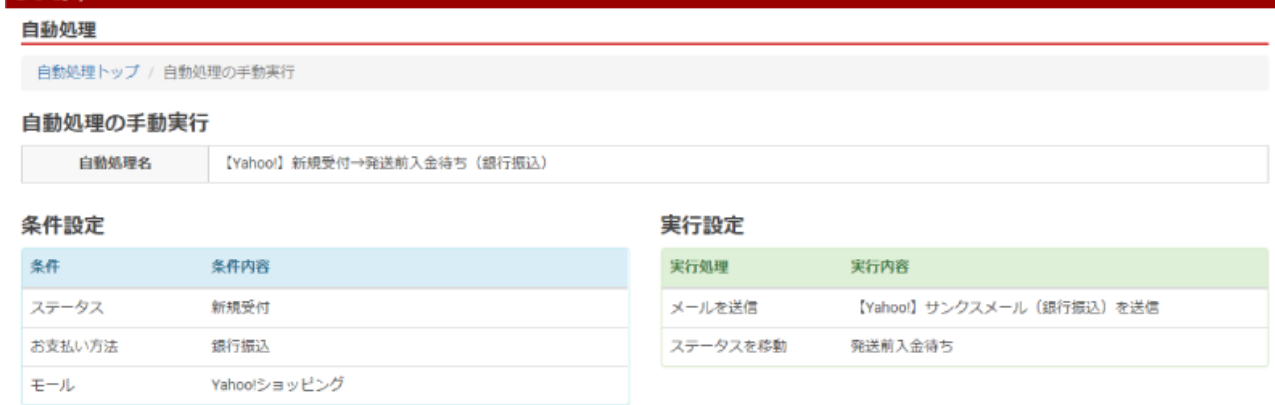 自動処理
自動処理トップ / 自動処理の手動実行
自動処理の手動実行
自動処理名 【Yahoo!】新規受付→発送前入金待ち（銀行振込）
条件設定
条件 条件内容
ステータス 新規受付
お支払い方法 銀行振込
モール Yahoo!ショッピング
実行設定
実行処理 実行内容
メールを送信 【Yahoo!】サンクスメール（銀行振込）を送信
ステータスを移動 発送前入金待ち